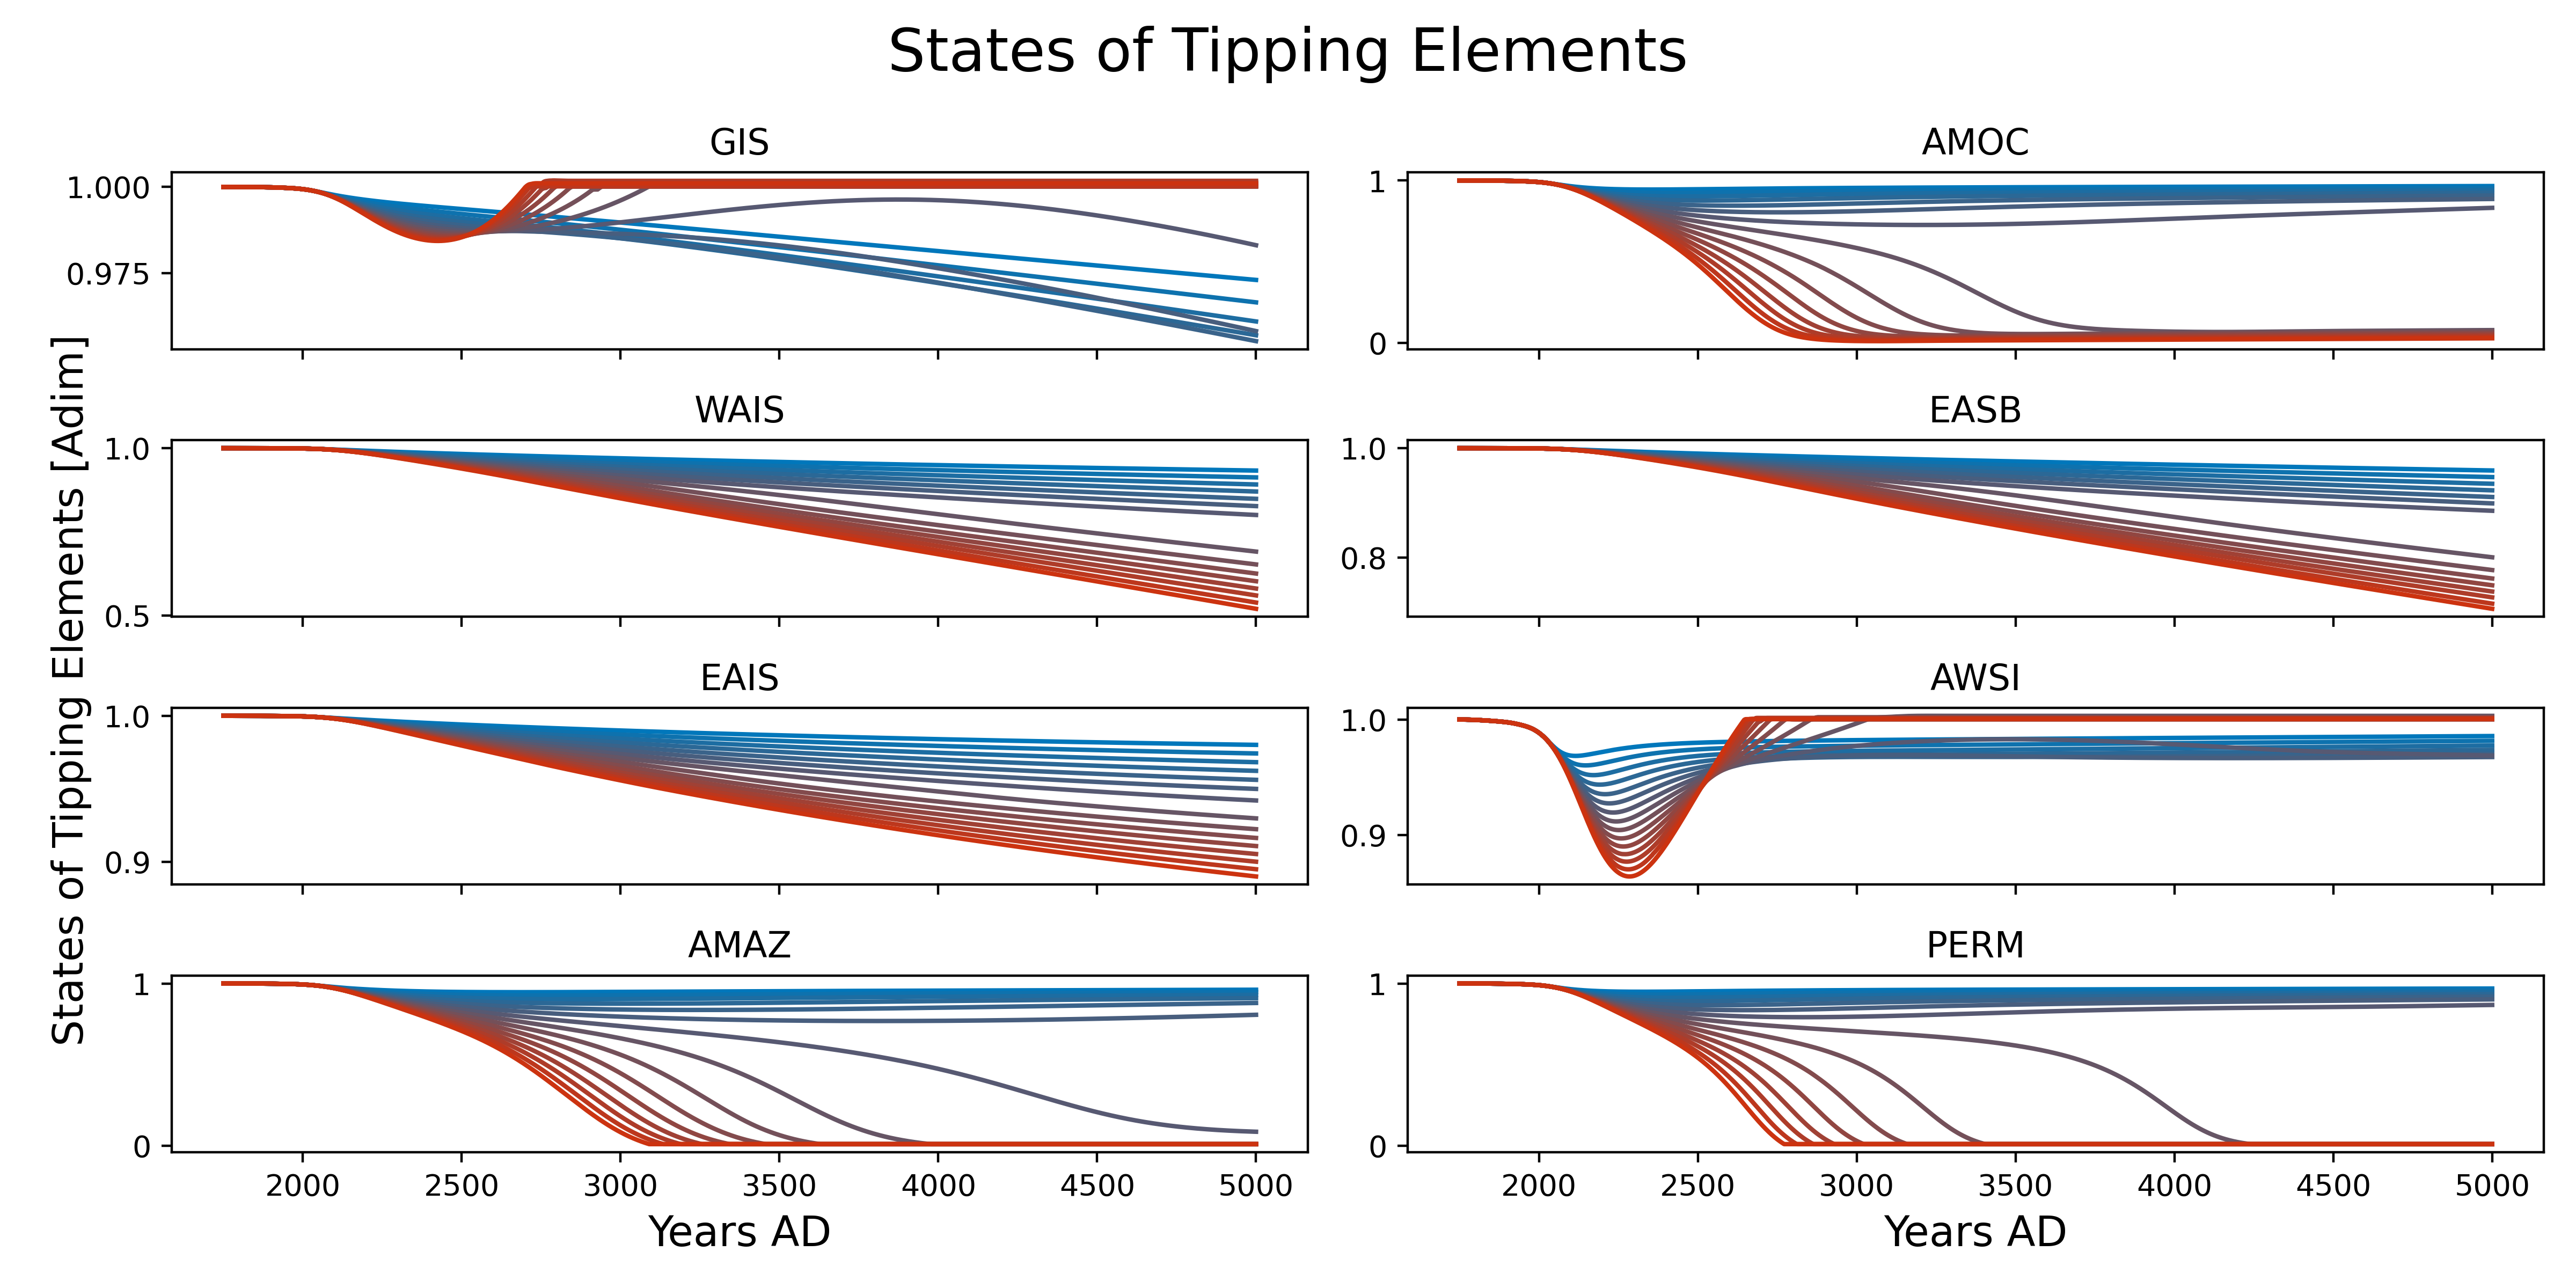 States of Tipping Elements
GIS
AMOC
1.000
0.975
1
0
WAIS
EASB
1.0
0.5
1.0
0.8
States of Tipping Elements [Adim]
EAIS
AWSI
1.0
0.9
1.0
0.9
AMAZ
PERM
1
0
1
0
2000 2500 3000 3500 4000 4500 5000
2000 2500 3000 3500 4000 4500 5000
Years AD
Years AD